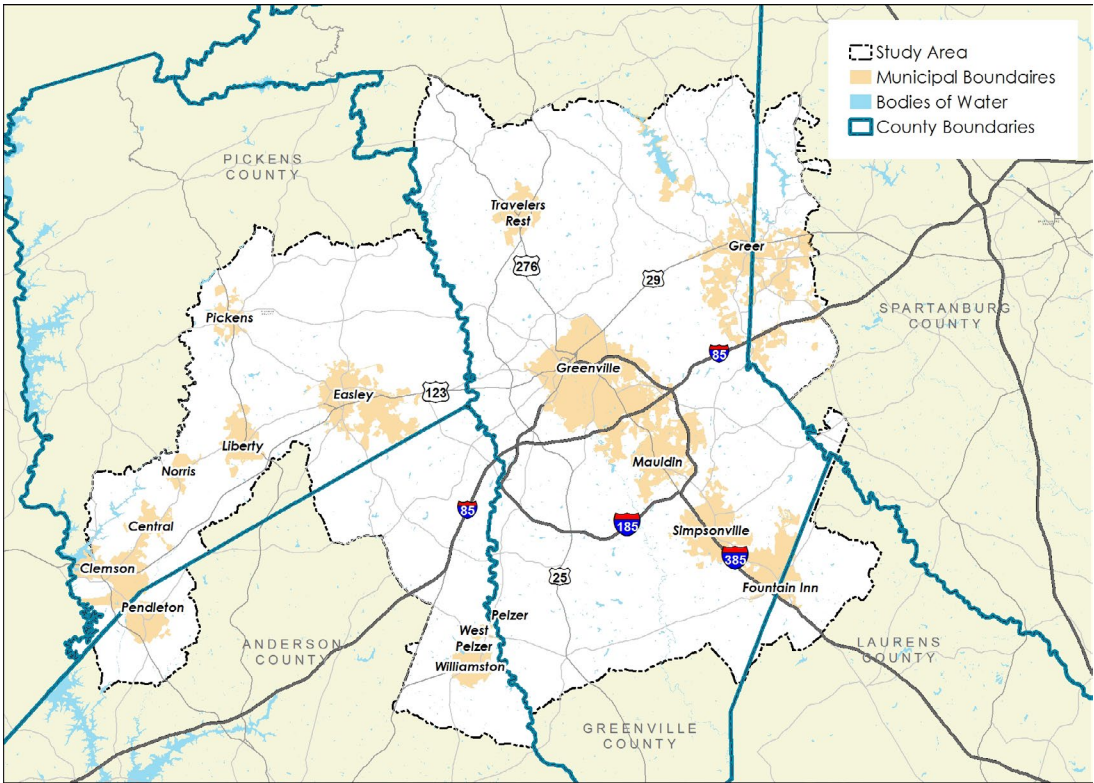 Study Area
Municipal Boundaires
Bodies of Water
County Boundaries
PICKENS
COUNTY
Travelers
Rest
Greer
276
29
SPARTANBURG
COUNTY
Pickens
85
Greenville
123
Easley
Liberty
Norris
Mauldin
85
185
Central
Simpsonville
385
Clemson
25
Fountain Inn
Pendleton
Pelzer
West
Pelzer
Williamston
ANDERSON
COUNTY
LAURENS
COUNTY
GREENVILLE
COUNTY